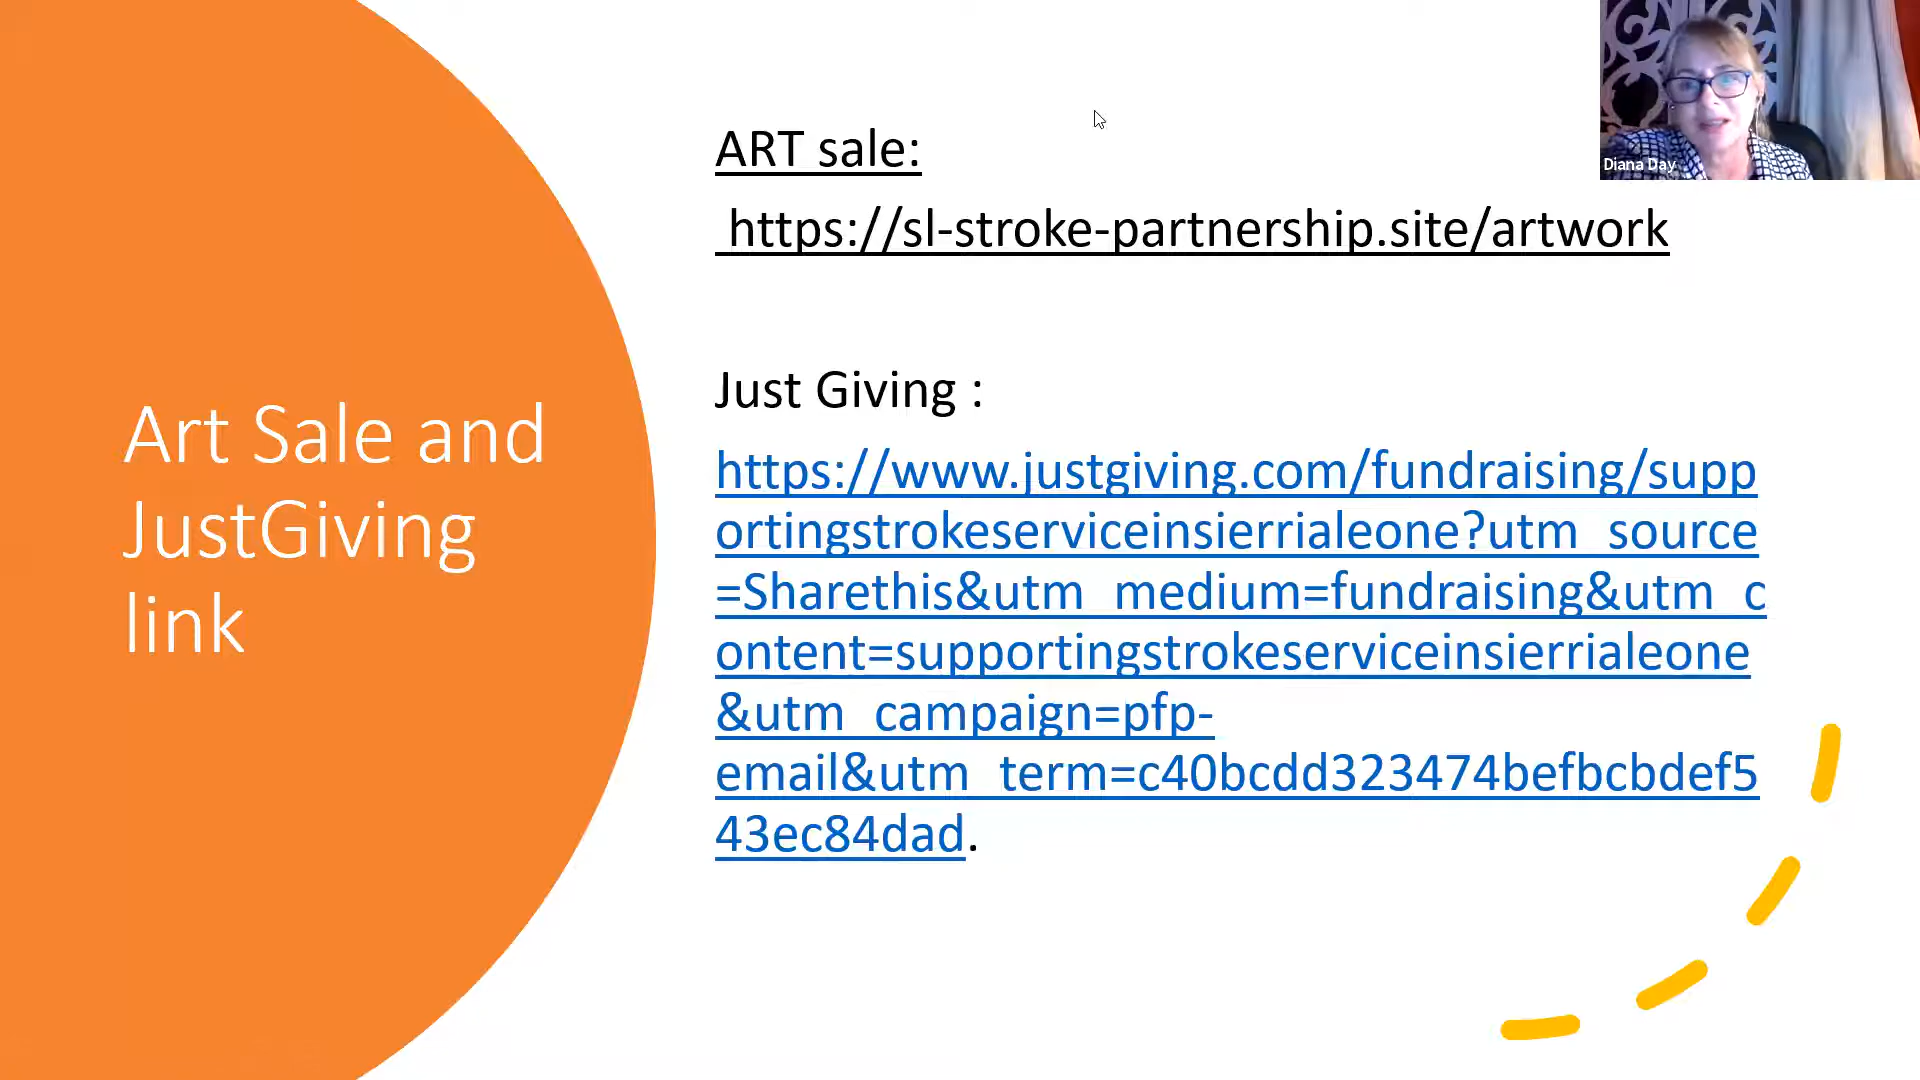 Art Sale and
JustGiving
link
ART sale:
https://sl-stroke-partnership.site/artwork
Just Giving :
https://www.justgiving.com/fundraising/supp
ortingstrokeserviceinsierrialeone?utm_source
=Sharethis&utm_medium=fundraising&utm_c
ontent=supportingstrokeserviceinsierrialeone
&utm_campaign=pfp-
email&utm_term=c40bcdd323474befbcbdef5
43ec84dad.
Diana Day